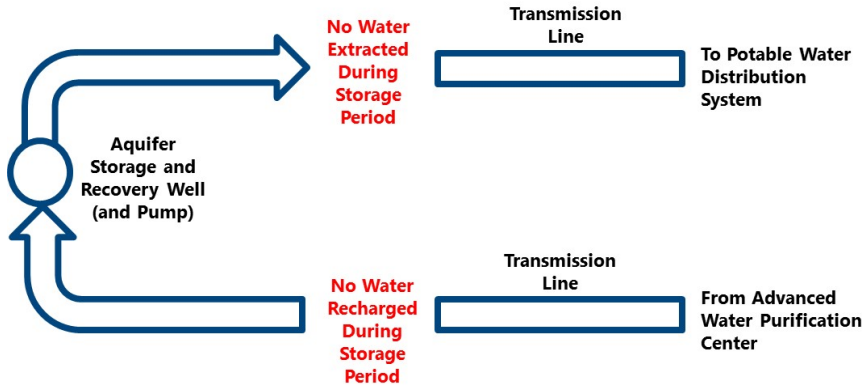 No Water
Extracted
During
Storage
Period
Transmission
Line
To Potable Water
Distribution
System
Aquifer
Storage and
Recovery Well
(and Pump)
No Water
Recharged
During
Storage
Period
Transmission
Line
From Advanced
Water Purification
Center